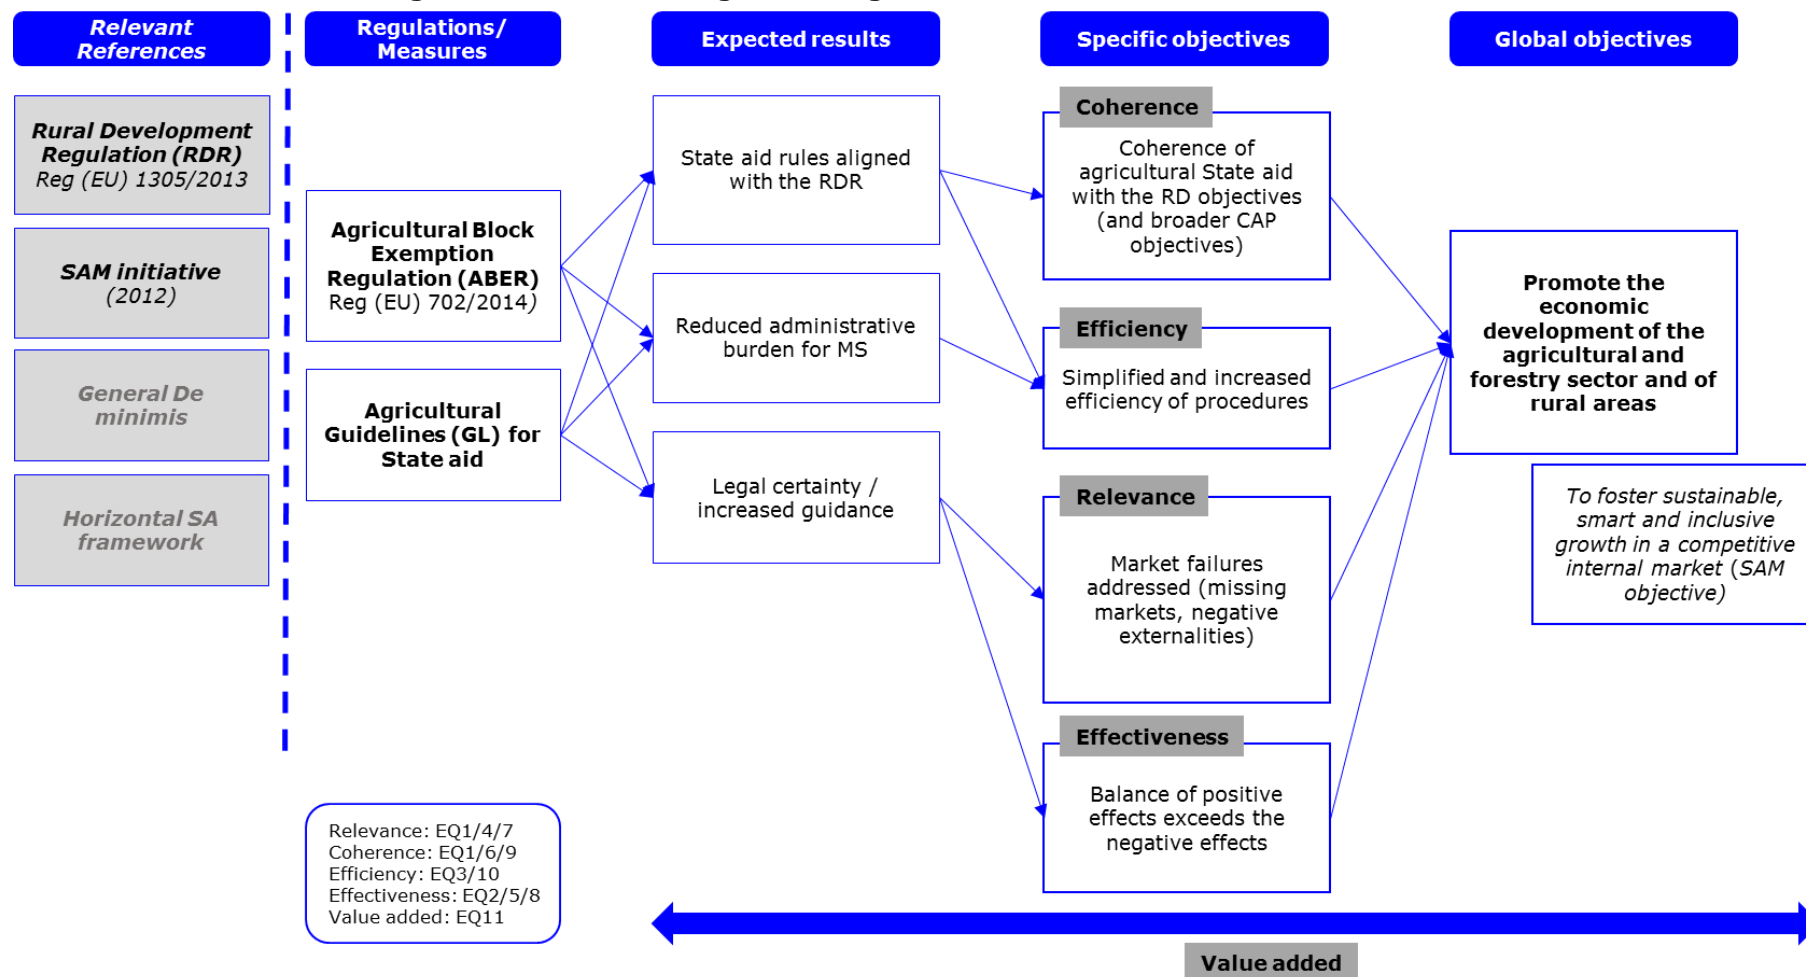 Relevant
References
Regulations/
Measures
Expected results
Specific objectives
Global objectives
Rural Development
Regulation (RDR)
Reg (EU) 1305/2013
SAM initiative
(2012)
General De
minimis
Horizontal SA
framework
Agricultural Block
Exemption
Regulation (ABER)
Reg (EU) 702/2014)
Agricultural
Guidelines (GL) for
State aid
State aid rules aligned
with the RDR
Reduced administrative
burden for MS
Legal certainty /
increased guidance
Coherence
Coherence of
agricultural State aid
with the RD objectives
(and broader CAP
objectives)
Efficiency
Simplified and increased
efficiency of procedures
Relevance
Market failures
addressed (missing
markets, negative
externalities)
Effectiveness
Balance of positive
effects exceeds the
negative effects
Promote the
economic
development of the
agricultural and
forestry sector and of
rural areas
To foster sustainable,
smart and inclusive
growth in a competitive
internal market (SAM
objective)
Relevance: EQ1/4/7
Coherence: EQ1/6/9
Efficiency: EQ3/10
Effectiveness: EQ2/5/8
Value added: EQ11
Value added